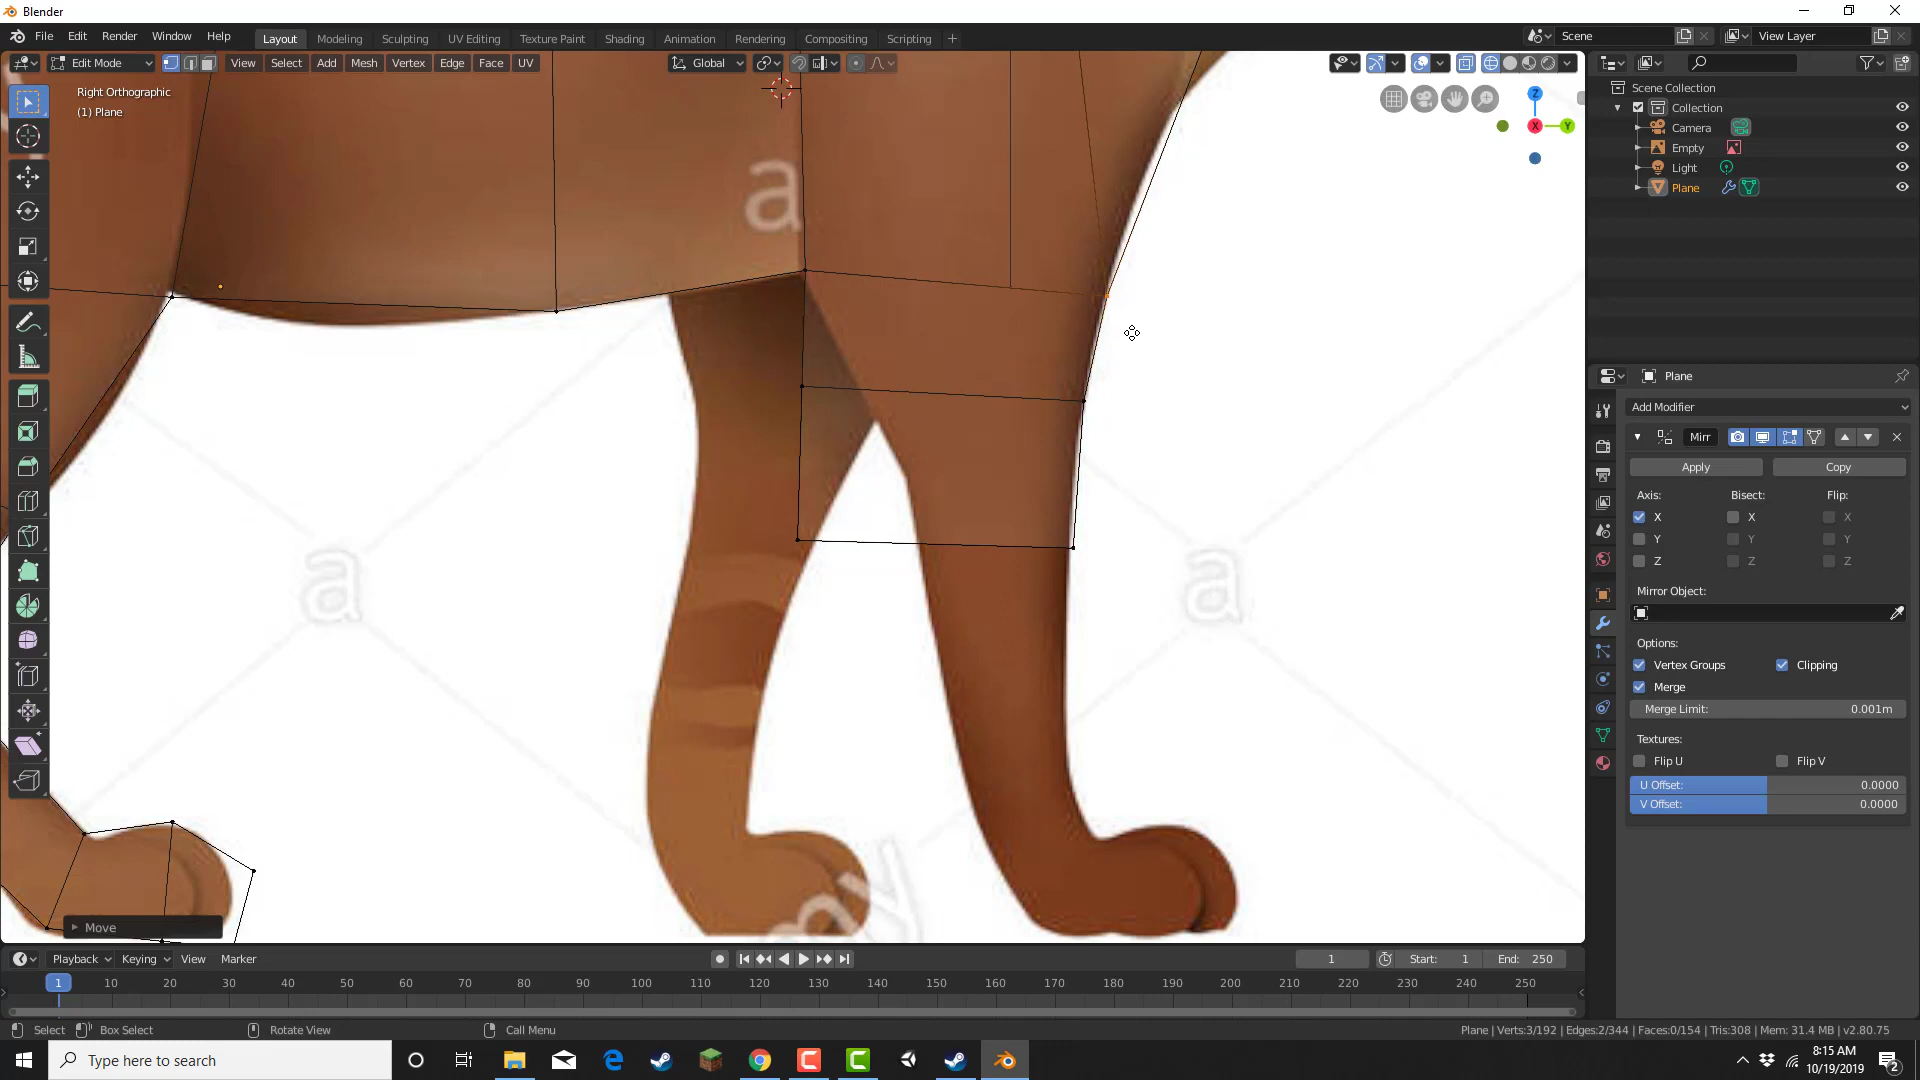 Blender
File Edit Render Window Help
Layout Modeling Sculpting UV Editing Texture Paint Shading Animation Rendering Compositing Scripting
Scene
View Layer
Edit Mode View Select Add Mesh Vertex Edge Face UV
Global
Right Orthographic
(1) Plane
Z
X
Y
a
a
a
my
Move
Scene Collection
Collection
Camera
Empty
Light
Plane
Plane
Add Modifier
Mirr
Apply Copy
Axis: Bisect: Flip:
X X X
Y Y Y
Z Z Z
Mirror Object:
Options:
Vertex Groups Clipping
Merge
Merge Limit: 0.001m
Textures:
Flip U Flip V
U Offset: 0.0000
V Offset: 0.0000
Playback Keying View Marker
1 Start: 1 End: 250
1 10 20 30 40 50 60 70 80 90 100 110 120 130 140 150 160 170 180 190 200 210 220 230 240 250
Select Box Select Rotate View Call Menu
Plane | Verts:3/192 | Edges:2/344 | Faces:0/154 | Tris:308 | Mem: 31.4 MB | v2.80.75
Type here to search
8:15 AM
10/19/2019
2